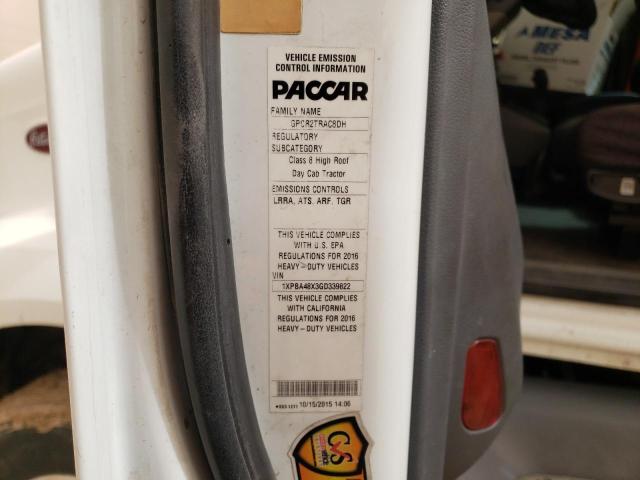 VEHICLE EMISSION
CONTROL INFORMATION
PACCAR
FAMILY NAME
GPCR2TRAC8DH
REGULATORY
SUBCATEGORY
Class 8 High Roof
Day Cab Tractor
EMISSIONS CONTROLS
LRRA, ATS, ARF, TGR
THIS VEHICLE COMPLIES
WITH U.S. EPA
REGULATIONS FOR 2016
HEAVY-DUTY VEHICLES
VIN
1XPBA48X3GD339822
THIS VEHICLE COMPLIES
WITH CALIFORNIA
REGULATIONS FOR 2016
HEAVY-DUTY VEHICLES
10/15/2015 14:06
CVS
MESA
DEF